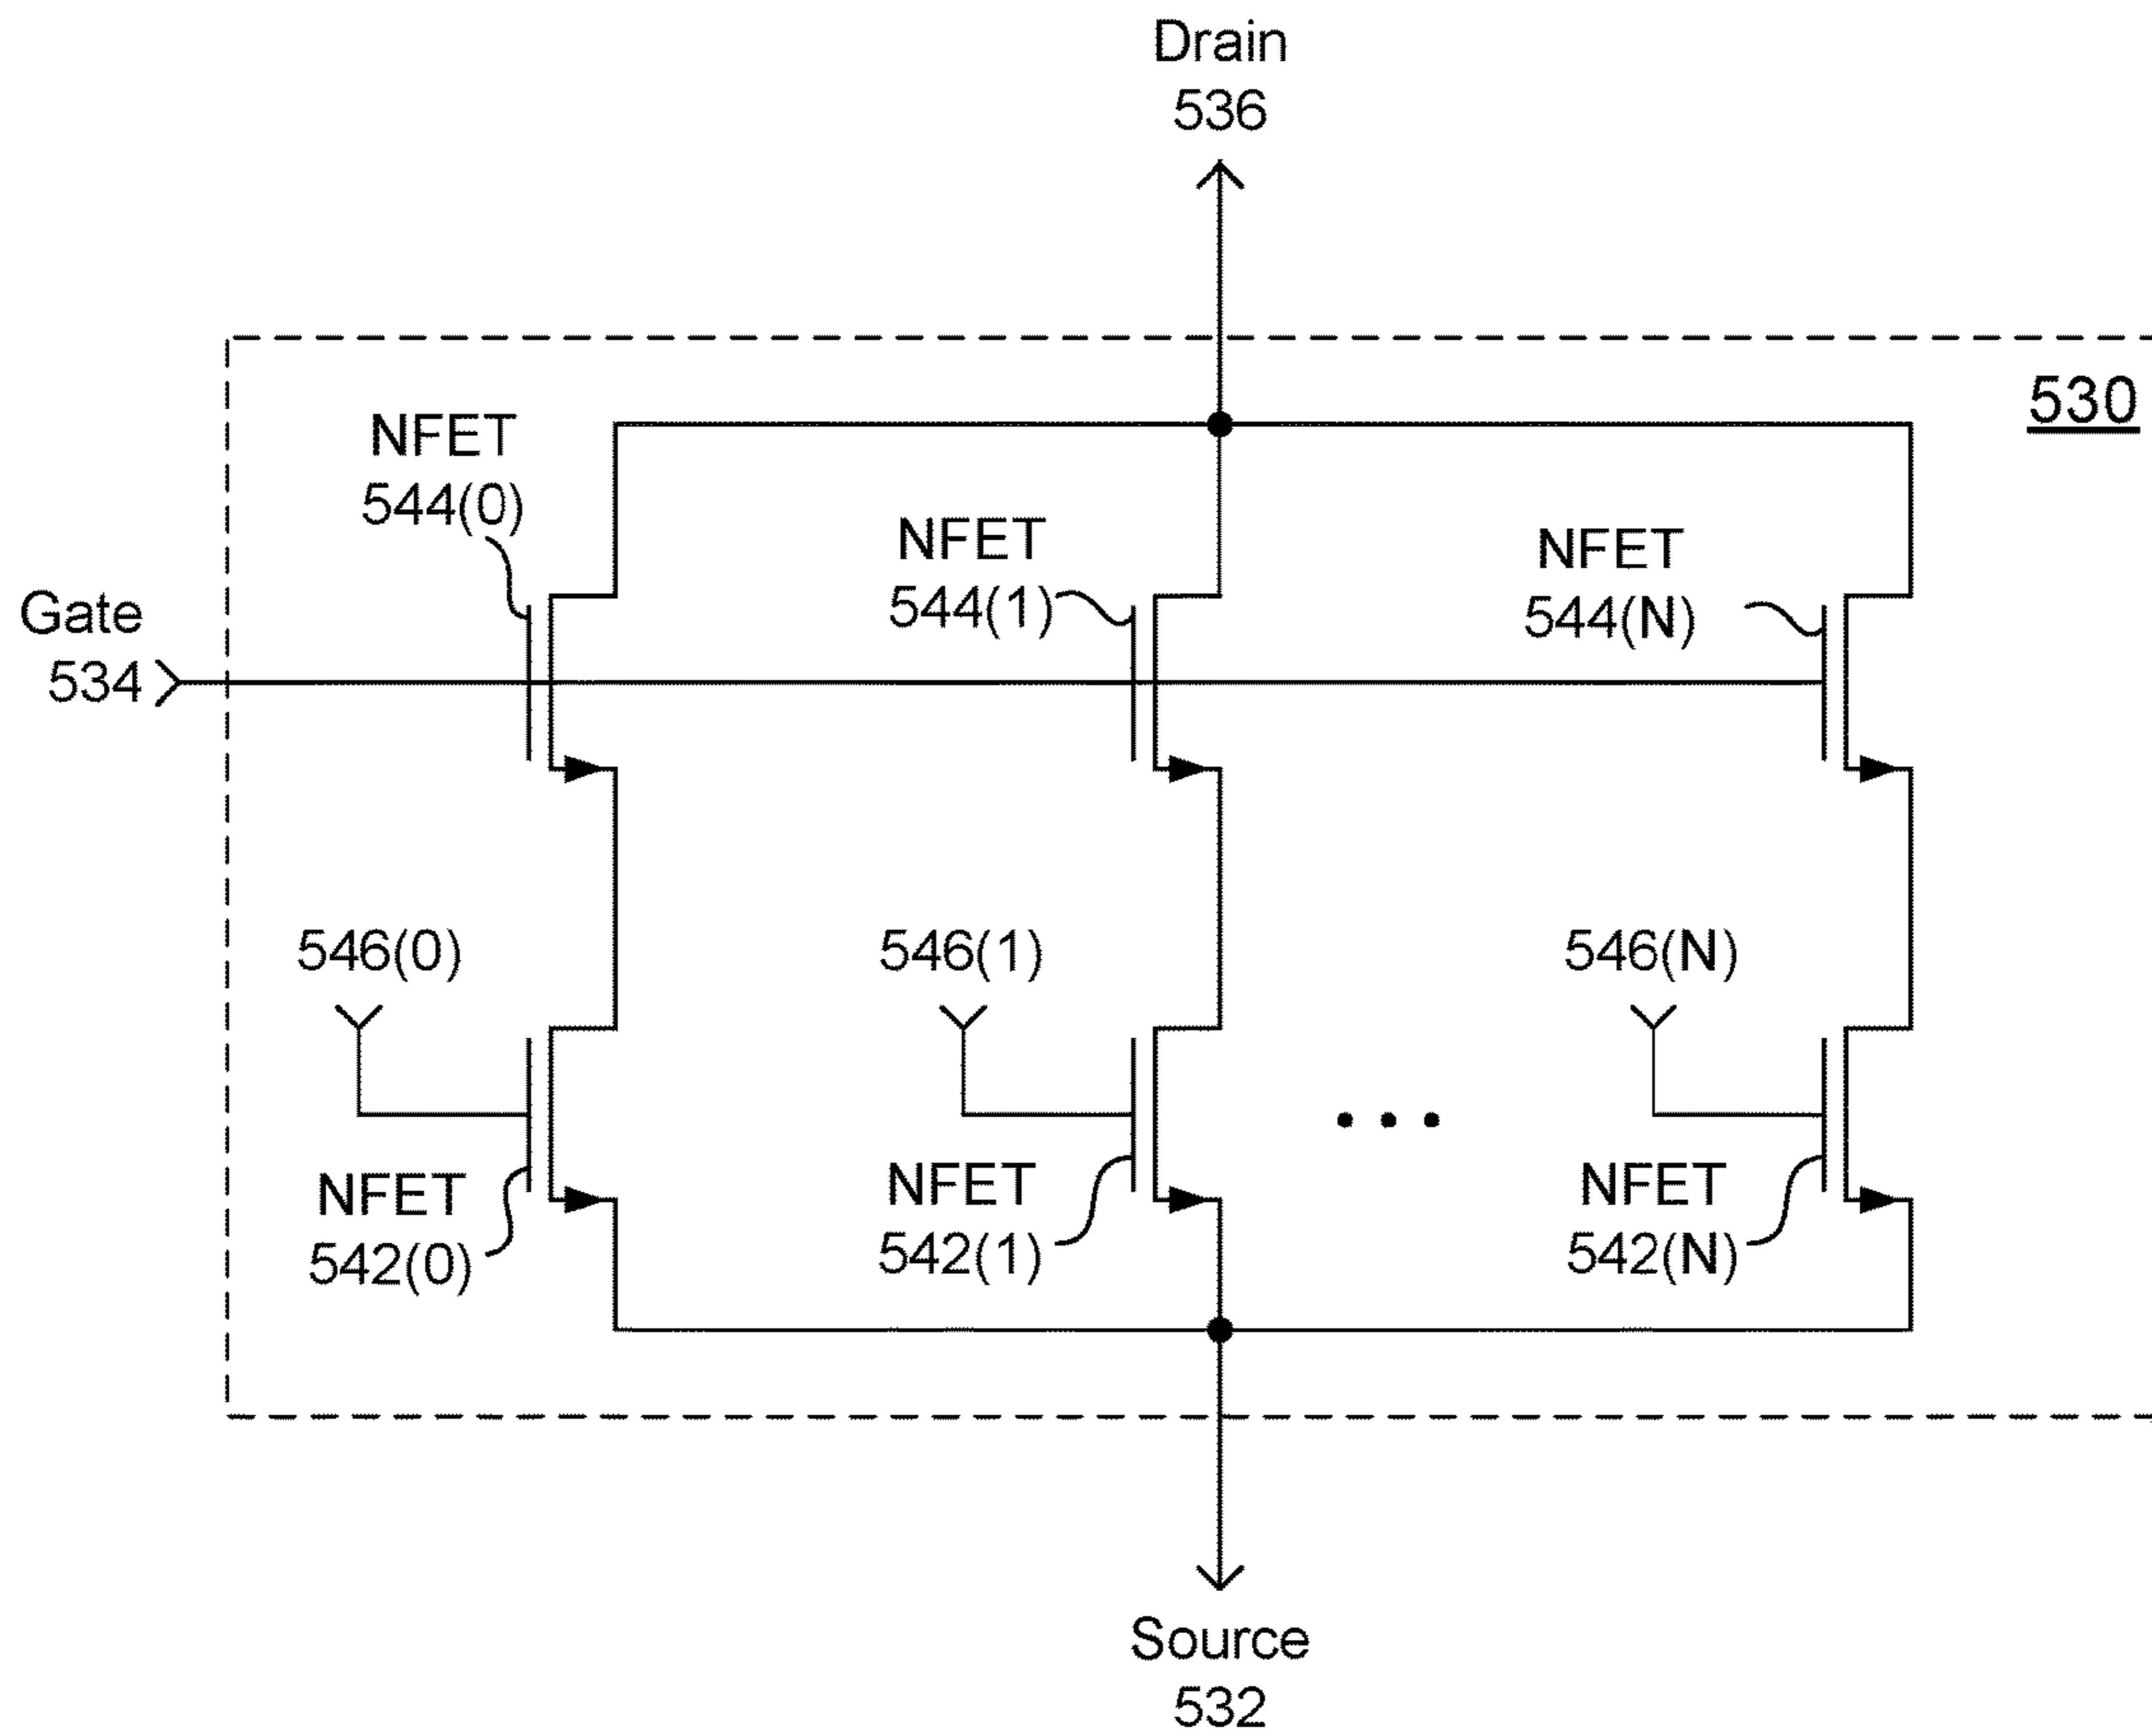 Drain
536
530
NFET
544(0)
NFET
544(1)
NFET
544(N)
Gate
534
546(0)
546(1)
546(N)
NFET
542(0)
NFET
542(1)
NFET
542(N)
Source
532